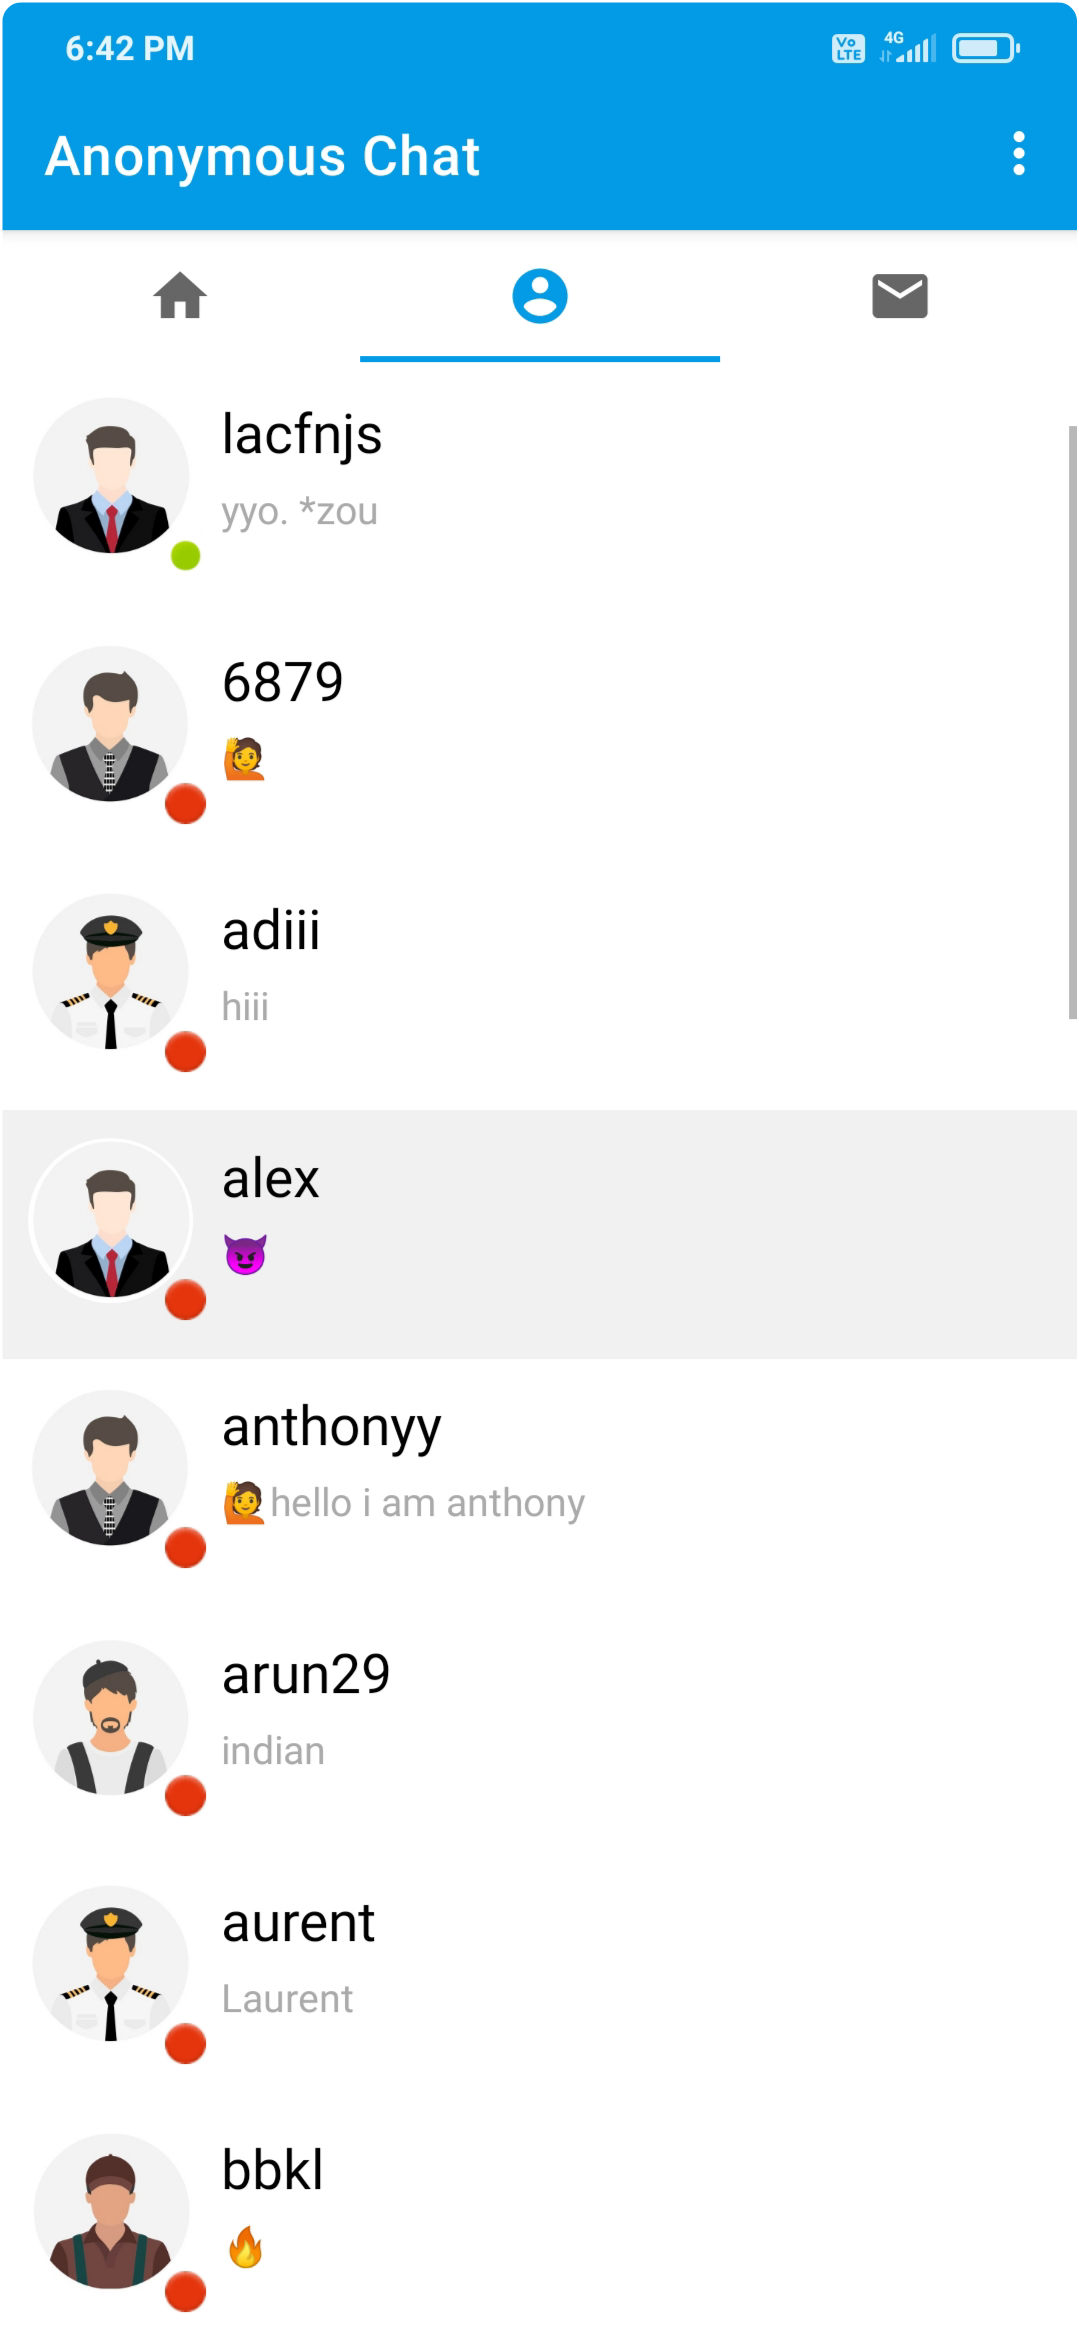 6:42 PM
Vo
LTE
4G
Anonymous Chat
lacfnjs
yyo. *zou
6879
🙋
adiii
hiii
alex
😈
anthonyy
🙋hello i am anthony
arun29
indian
aurent
Laurent
bbkl
🔥